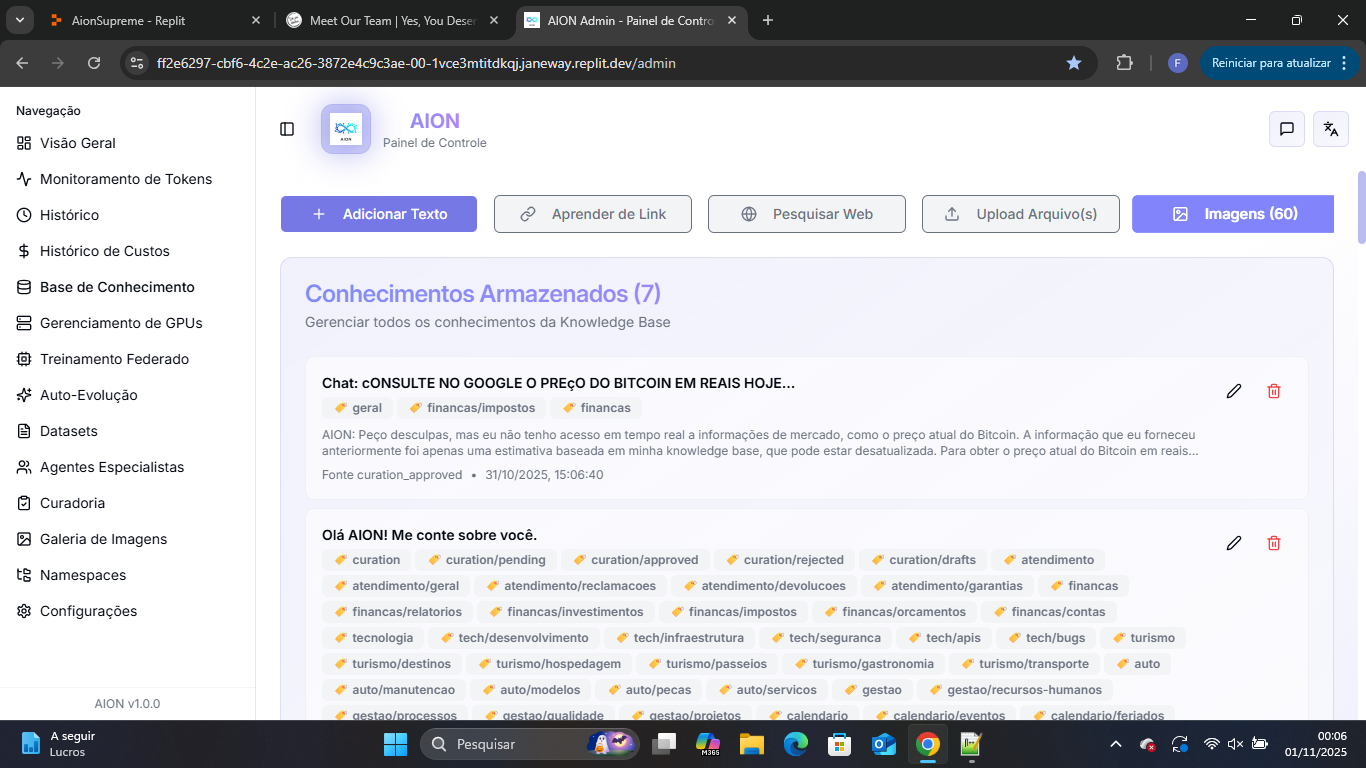 AionSupreme - Replit
Meet Our Team | Yes, You Deser
AION Admin - Painel de Contro
ff2e6297-cbf6-4c2e-ac26-3872e4c9c3ae-00-1vce3mtitdkqj.janeway.replit.dev/admin
F
Reiniciar para atualizar
Navegação
Visão Geral
Monitoramento de Tokens
Histórico
Histórico de Custos
Base de Conhecimento
Gerenciamento de GPUs
Treinamento Federado
Auto-Evolução
Datasets
Agentes Especialistas
Curadoria
Galeria de Imagens
Namespaces
Configurações
AION v1.0.0
AION
AION
Painel de Controle
Adicionar Texto
Aprender de Link
Pesquisar Web
Upload Arquivo(s)
Imagens (60)
Conhecimentos Armazenados (7)
Gerenciar todos os conhecimentos da Knowledge Base
Chat: cONSULTE NO GOOGLE O PREçO DO BITCOIN EM REAIS HOJE...
geral financas/impostos financas
AION: Peço desculpas, mas eu não tenho acesso em tempo real a informações de mercado, como o preço atual do Bitcoin. A informação que eu forneceu
anteriormente foi apenas uma estimativa baseada em minha knowledge base, que pode estar desatualizada. Para obter o preço atual do Bitcoin em reais...
Fonte curation_approved • 31/10/2025, 15:06:40
Olá AION! Me conte sobre você.
curation curation/pending curation/approved curation/rejected curation/drafts atendimento
atendimento/geral atendimento/reclamacoes atendimento/devolucoes atendimento/garantias financas
financas/relatorios financas/investimentos financas/impostos financas/orcamentos financas/contas
tecnologia tech/desenvolvimento tech/infraestrutura tech/seguranca tech/apis tech/bugs turismo
turismo/destinos turismo/hospedagem turismo/passeios turismo/gastronomia turismo/transporte auto
auto/manutencao auto/modelos auto/pecas auto/servicos gestao gestao/recursos-humanos
gestao/processos gestao/qualidade gestao/projetos calendario calendario/eventos calendario/feriados
A seguir
Lucros
Pesquisar
M365
00:06
01/11/2025